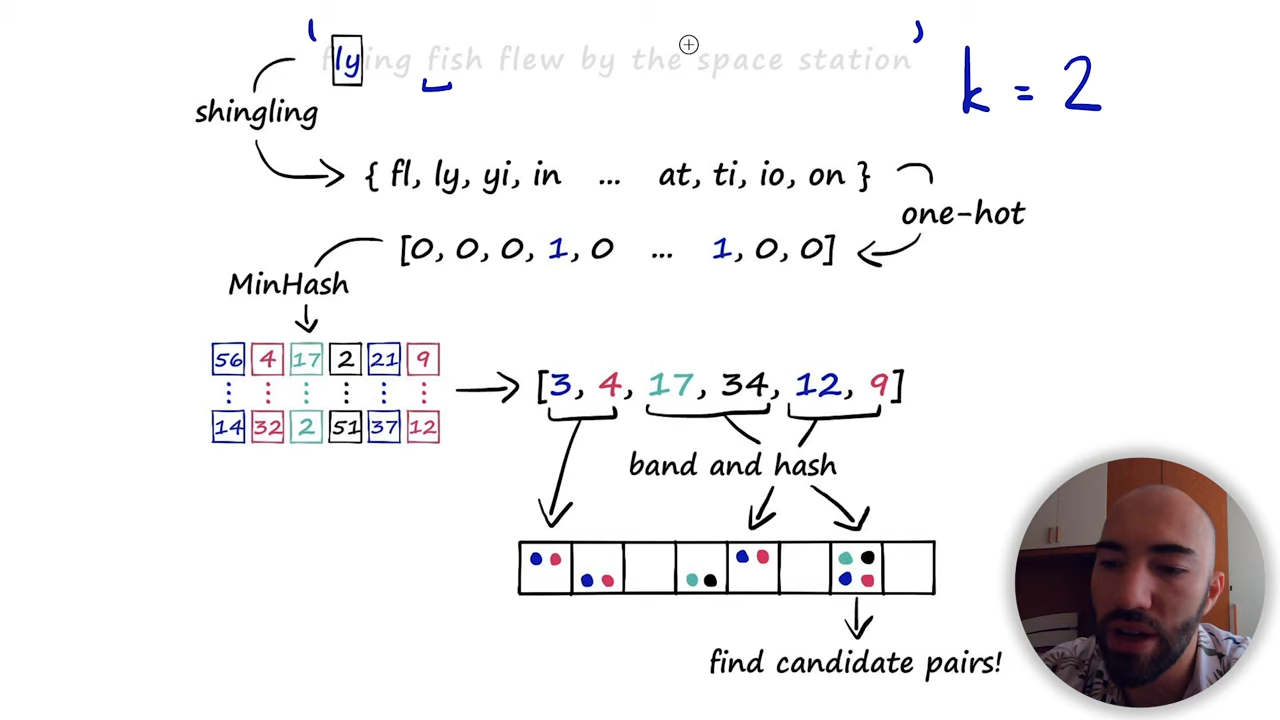 ' flying fish flew by the space station '
k = 2
shingling
{ fl, ly, yi, in ... at, ti, io, on }
one-hot
[0, 0, 0, 1, 0 ... 1, 0, 0]
MinHash
56 4 17 2 21 9
14 32 2 51 37 12
[3, 4, 17, 34, 12, 9]
band and hash
find candidate pairs!